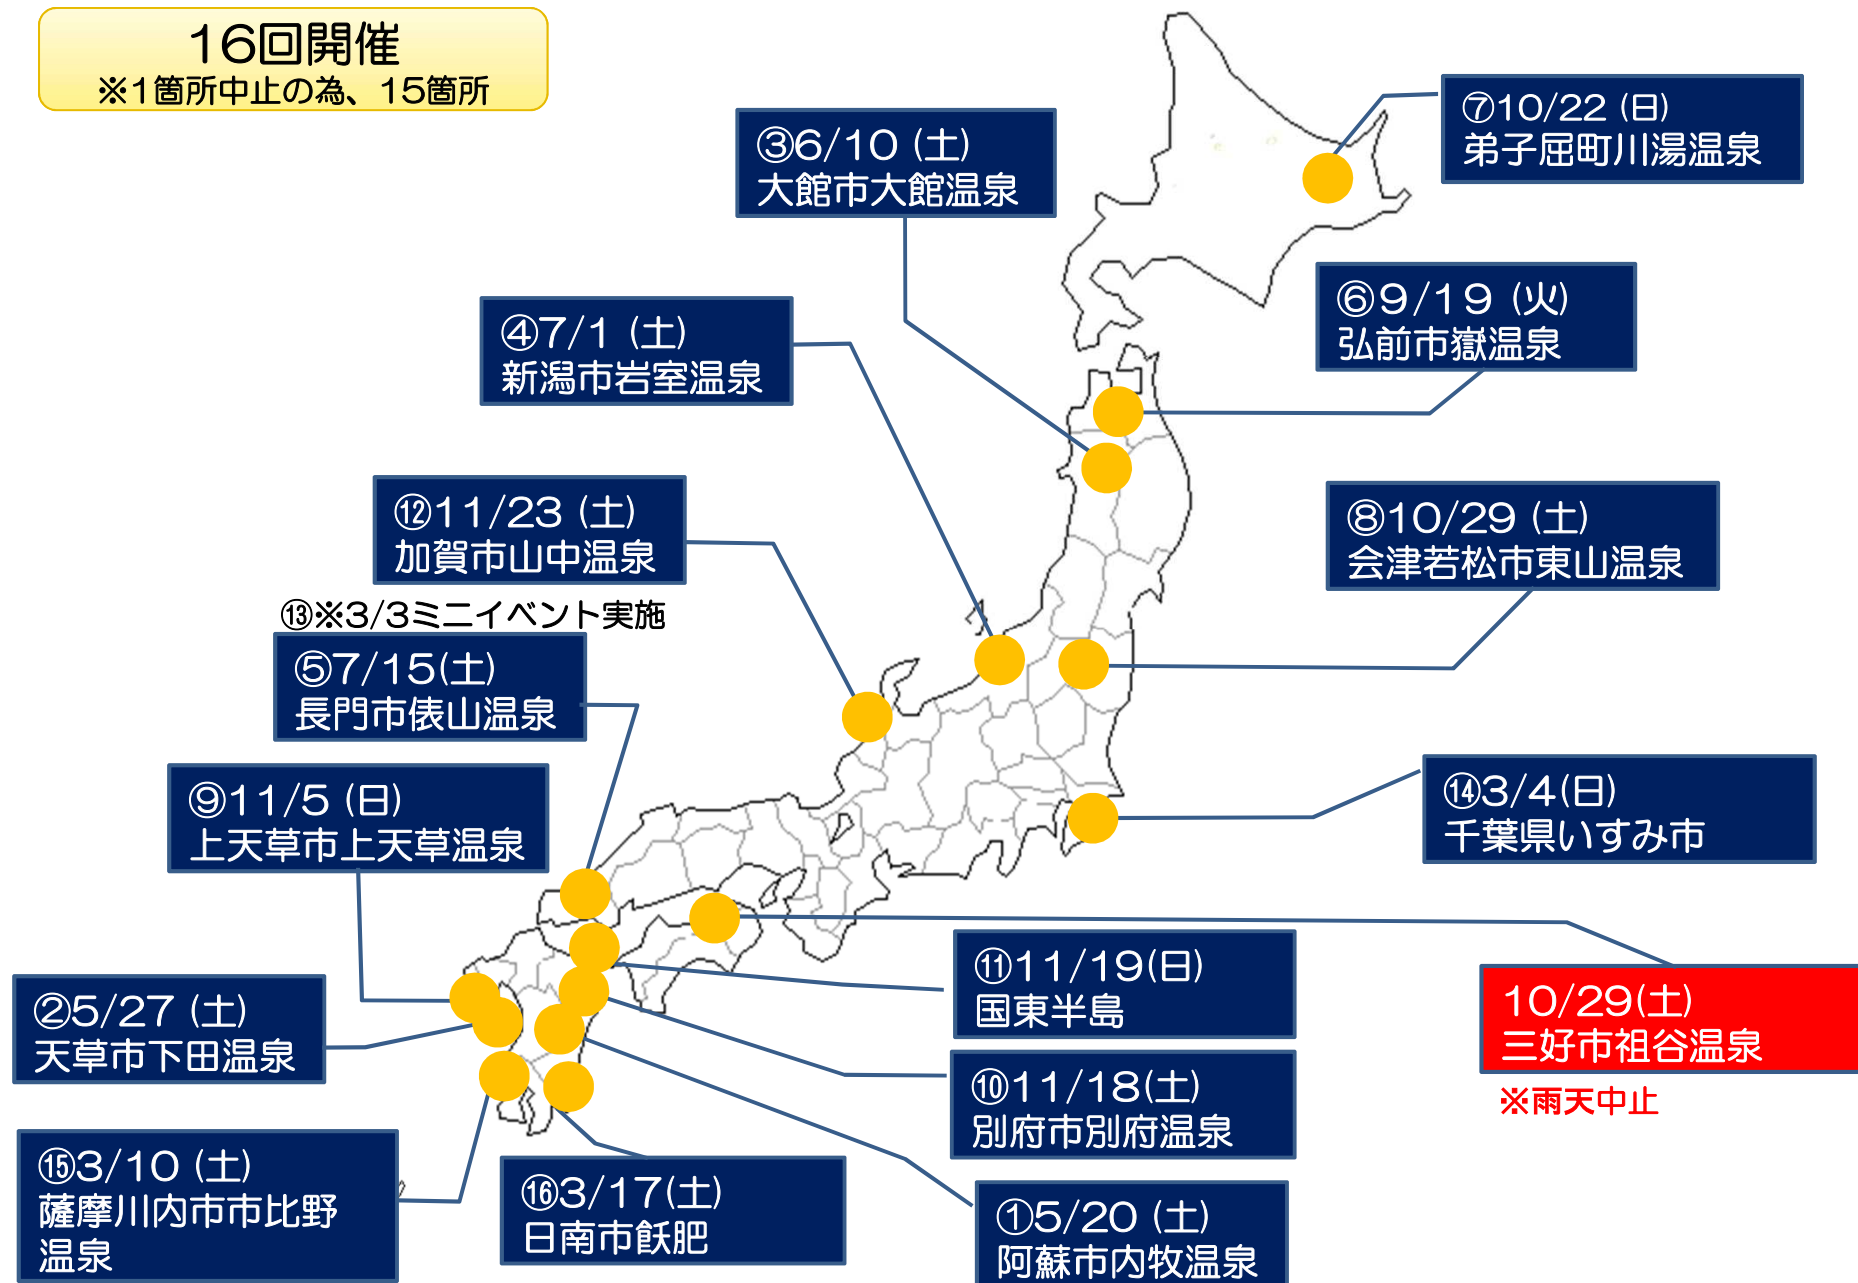 16回開催
※1箇所中止の為、15箇所
⑦10/22 (日)
弟子屈町川湯温泉
③6/10 (土)
大館市大館温泉
⑥9/19 (火)
弘前市嶽温泉
④7/1 (土)
新潟市岩室温泉
⑫11/23 (土)
加賀市山中温泉
⑧10/29 (土)
会津若松市東山温泉
⑬※3/3ミニイベント実施
⑤7/15(土)
長門市俵山温泉
⑭3/4(日)
千葉県いすみ市
⑨11/5 (日)
上天草市上天草温泉
⑪11/19(日)
国東半島
10/29(土)
三好市祖谷温泉
※雨天中止
②5/27 (土)
天草市下田温泉
⑩11/18(土)
別府市別府温泉
⑮3/10 (土)
薩摩川内市市比野
温泉
⑯3/17(土)
日南市飫肥
①5/20 (土)
阿蘇市内牧温泉